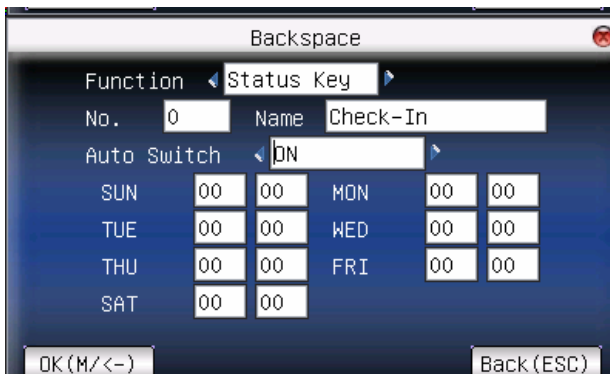 Backspace
Function Status Key
No. 0 Name Check-In
Auto Switch ON
SUN 00 00 MON 00 00
TUE 00 00 WED 00 00
THU 00 00 FRI 00 00
SAT 00 00
OK(M/<-) Back(ESC)